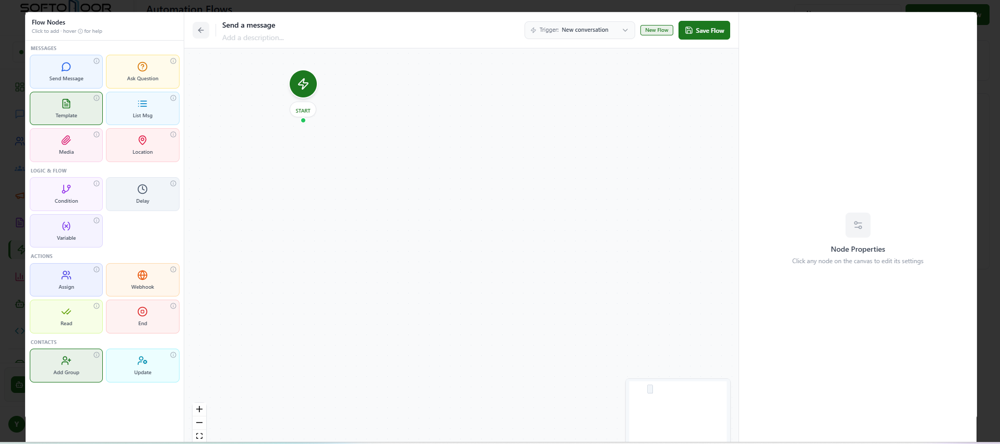 SOFTONOOR
Automation Flows
Flow Nodes
Click to add · hover ⓘ for help
MESSAGES
Send Message
Ask Question
Template
List Msg
Media
Location
LOGIC & FLOW
Condition
Delay
Variable
ACTIONS
Assign
Webhook
Read
End
CONTACTS
Add Group
Update
Send a message
Add a description...
Trigger: New conversation
New Flow
Save Flow
START
Node Properties
Click any node on the canvas to edit its settings
Y